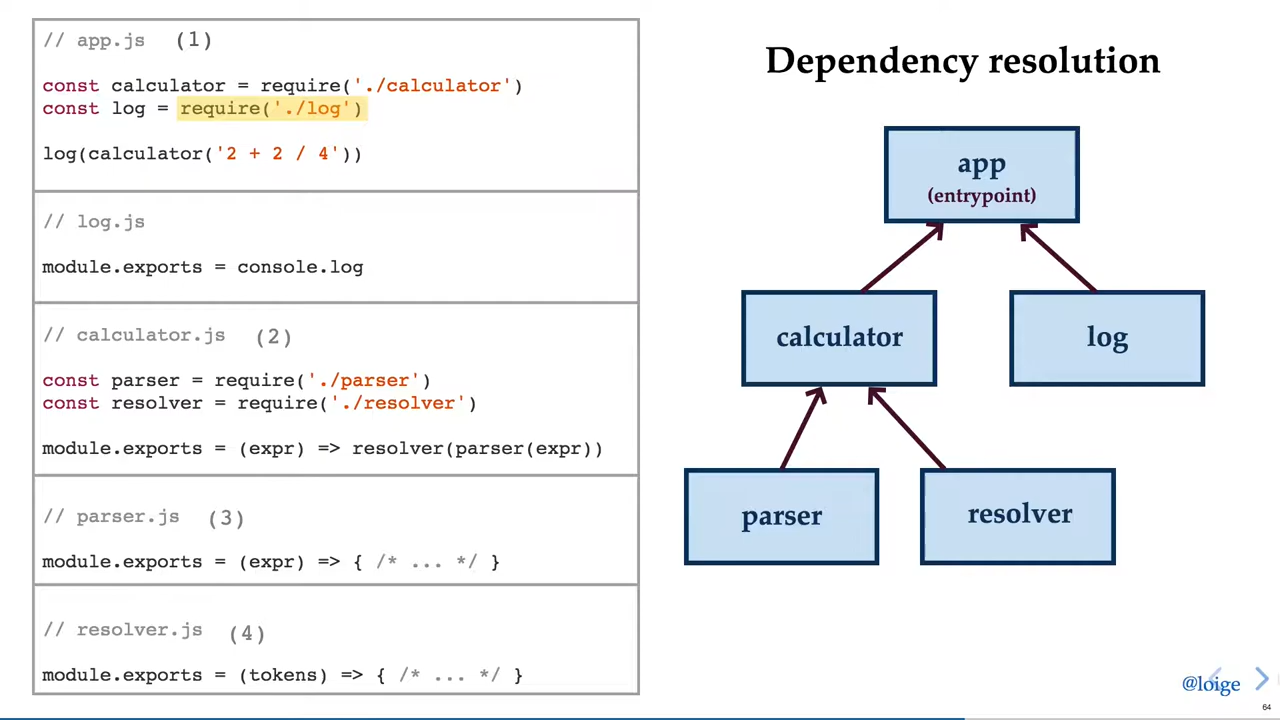 // app.js (1)
const calculator = require('./calculator')
const log = require('./log')
log(calculator('2 + 2 / 4'))
// log.js
module.exports = console.log
// calculator.js (2)
const parser = require('./parser')
const resolver = require('./resolver')
module.exports = (expr) => resolver(parser(expr))
// parser.js (3)
module.exports = (expr) => { /* ... */ }
// resolver.js (4)
module.exports = (tokens) => { /* ... */ }
Dependency resolution
app
(entrypoint)
calculator
log
parser
resolver
@loige
64